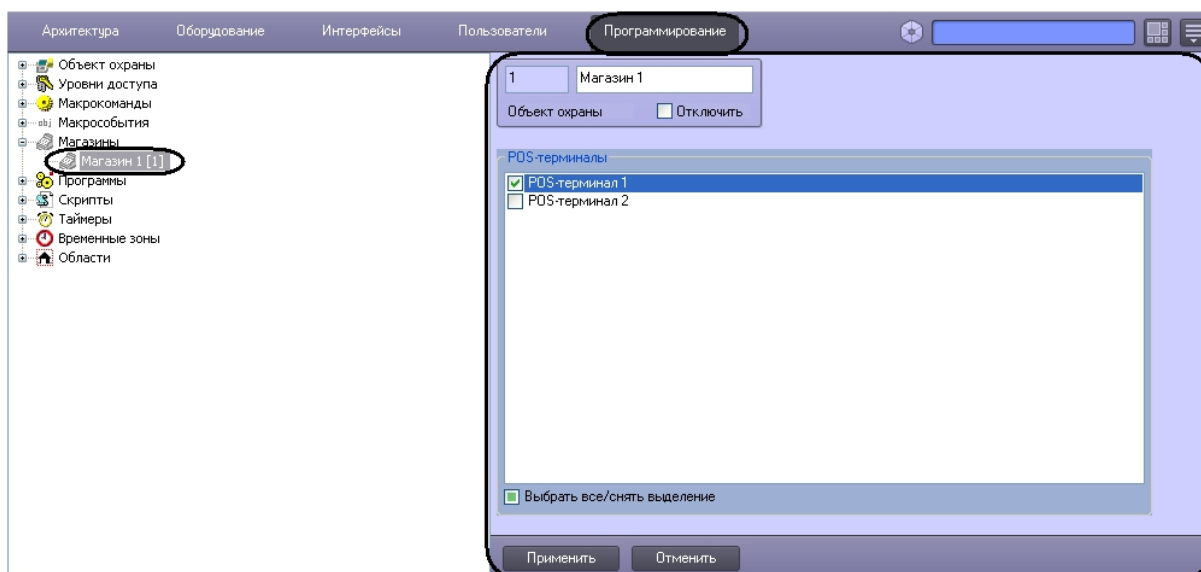 Архитектура Оборудование Интерфейсы Пользователи Программирование
Объект охраны
Уровни доступа
Макрокоманды
obj Макрособытия
Магазины
Магазин 1 [1]
Программы
Скрипты
Таймеры
Временные зоны
Области
1 Магазин 1
Объект охраны Отключить
POS-терминалы
POS-терминал 1
POS-терминал 2
Выбрать все/снять выделение
Применить Отменить